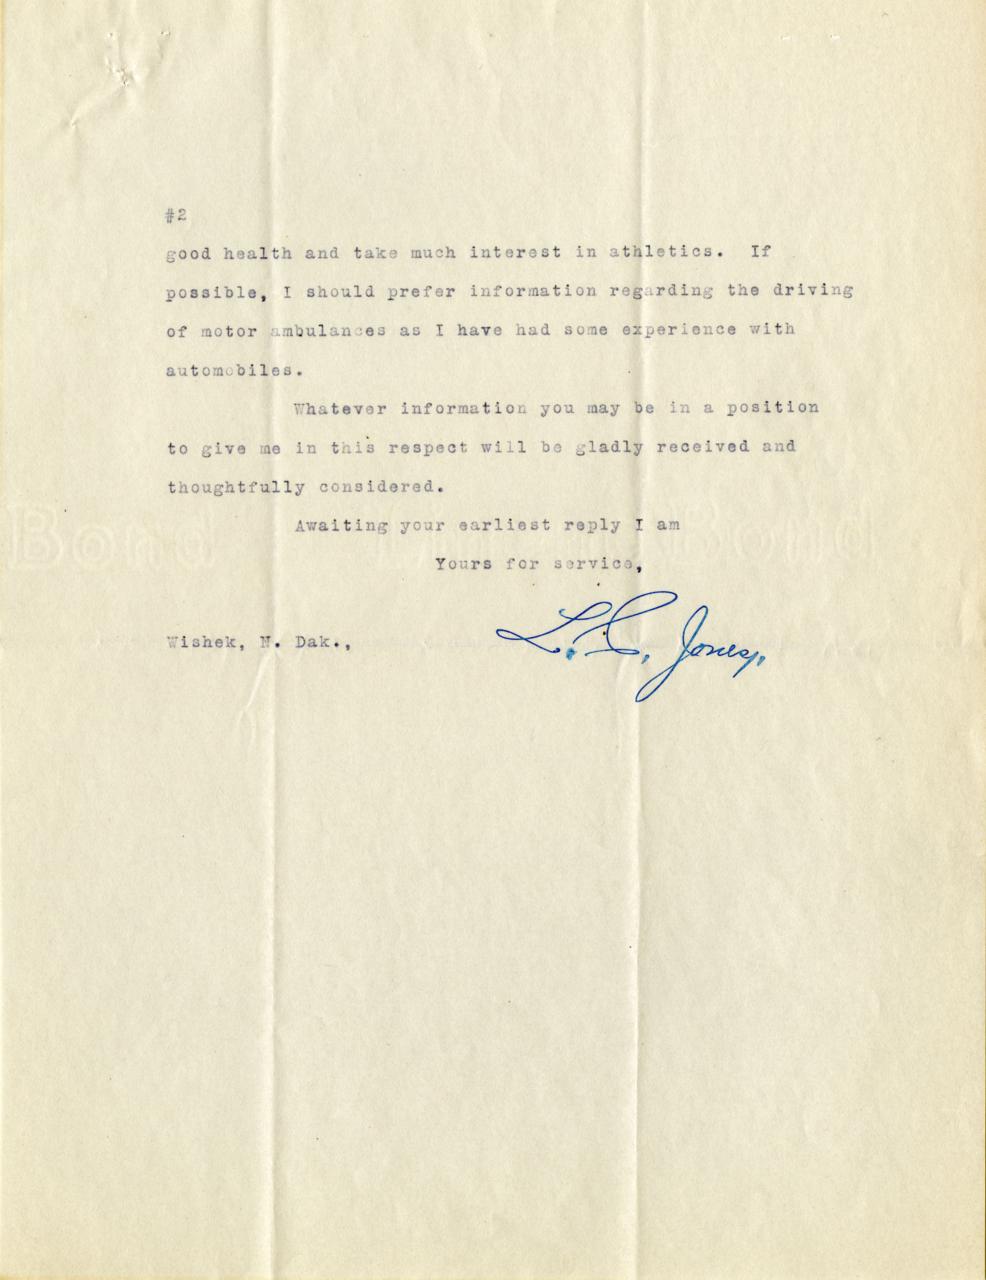 #2
good health and take much interest in athletics. If
possible, I should prefer information regarding the driving
of motor ambulances as I have had some experience with
automobiles.
Whatever information you may be in a position
to give me in this respect will be gladly received and
thoughtfully considered.
Awaiting your earliest reply I am
Yours for service,
Wishek, N. Dak., L. C. Jones,
Bond Bond